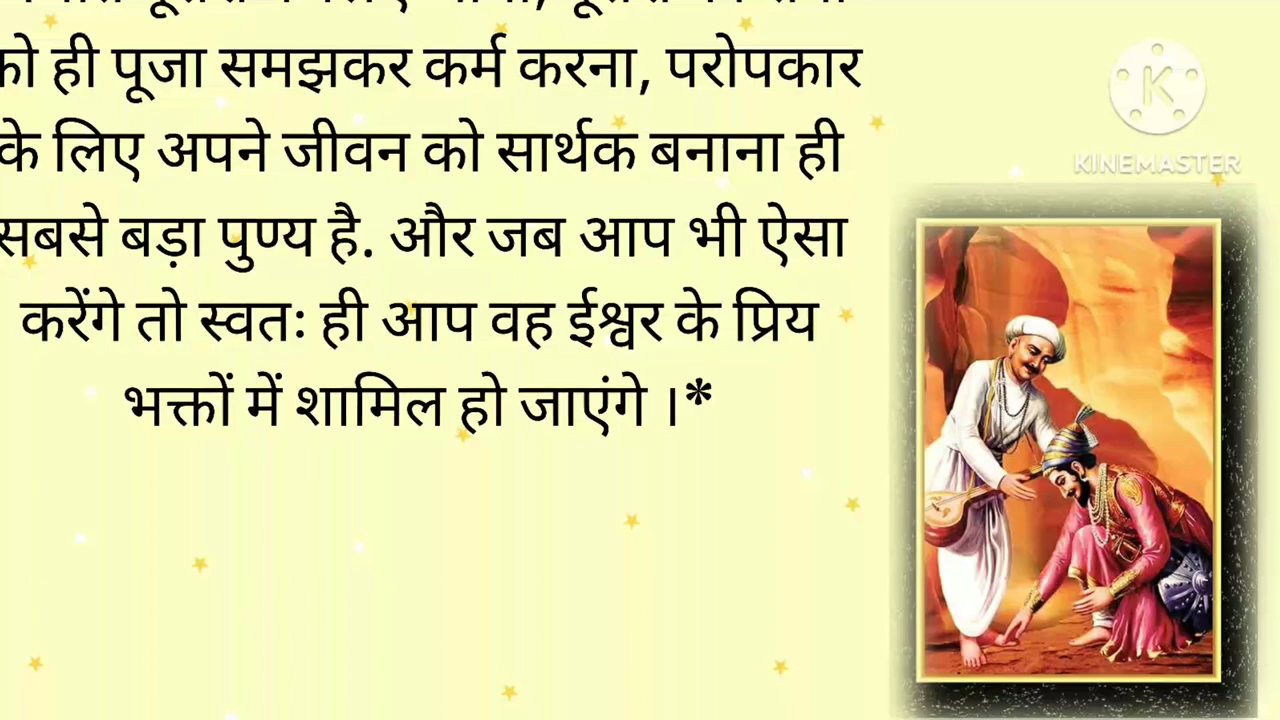 को ही पूजा समझकर कर्म करना, परोपकार
के लिए अपने जीवन को सार्थक बनाना ही
सबसे बड़ा पुण्य है. और जब आप भी ऐसा
करेंगे तो स्वतः ही आप वह ईश्वर के प्रिय
भक्तों में शामिल हो जाएंगे ।*
K
KINEMASTER